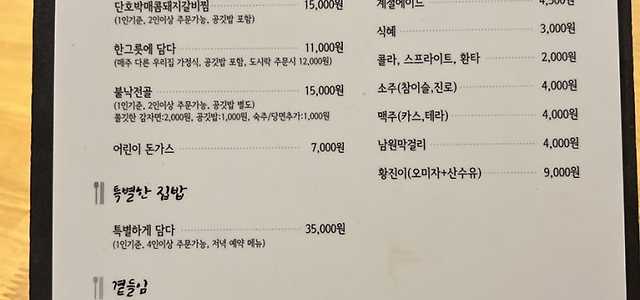 단호박매콤돼지갈비찜 15,000원
(1인기준, 2인이상 주문가능, 공깃밥 포함)
한그릇에 담다 11,000원
(매주 다른 우리집 가정식, 공깃밥 포함, 도시락 주문시 12,000원)
불낙전골 15,000원
(1인기준, 2인이상 주문가능, 공깃밥 별도)
쫄깃한 감자면:2,000원, 공깃밥:1,000원, 숙주/당면추가:1,000원
어린이 돈가스 7,000원
특별한 집밥
특별하게 담다 35,000원
(1인기준, 4인이상 주문가능, 저녁 예약 메뉴)
곁들임
계절에이드 4,500원
식혜 3,000원
콜라, 스프라이트, 환타 2,000원
소주(참이슬,진로) 4,000원
맥주(카스,테라) 4,000원
남원막걸리 4,000원
황진이(오미자+산수유) 9,000원